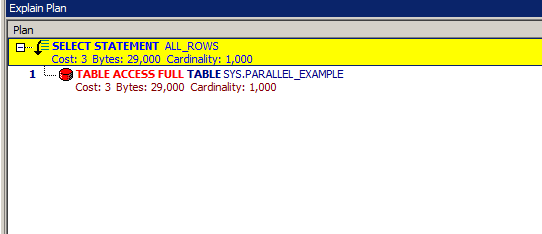 Explain Plan
Plan
SELECT STATEMENT ALL_ROWS
Cost: 3 Bytes: 29,000 Cardinality: 1,000
1 TABLE ACCESS FULL TABLE SYS.PARALLEL_EXAMPLE
Cost: 3 Bytes: 29,000 Cardinality: 1,000